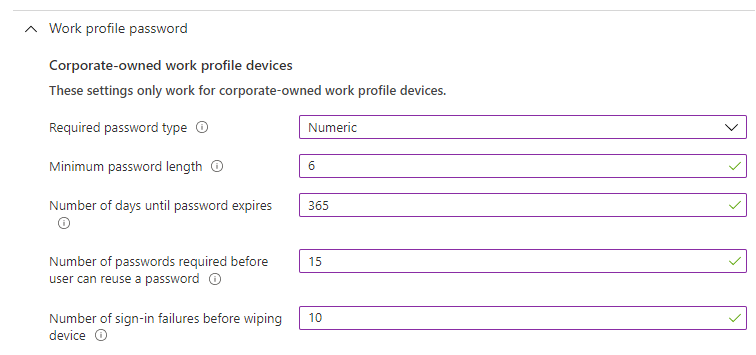 Work profile password
Corporate-owned work profile devices
These settings only work for corporate-owned work profile devices.
Required password type Numeric
Minimum password length 6
Number of days until password expires 365
Number of passwords required before
user can reuse a password 15
Number of sign-in failures before wiping
device 10